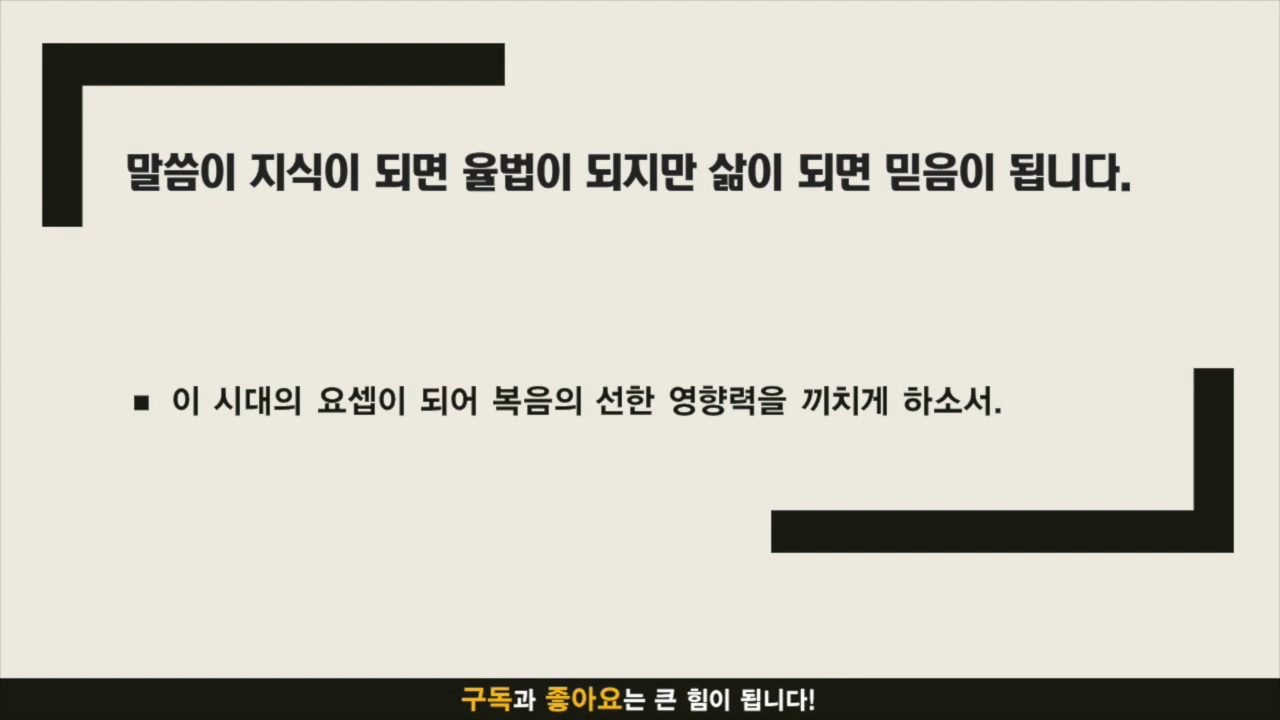 말씀이 지식이 되면 율법이 되지만 삶이 되면 믿음이 됩니다.
■ 이 시대의 요셉이 되어 복음의 선한 영향력을 끼치게 하소서.
구독과 좋아요는 큰 힘이 됩니다!